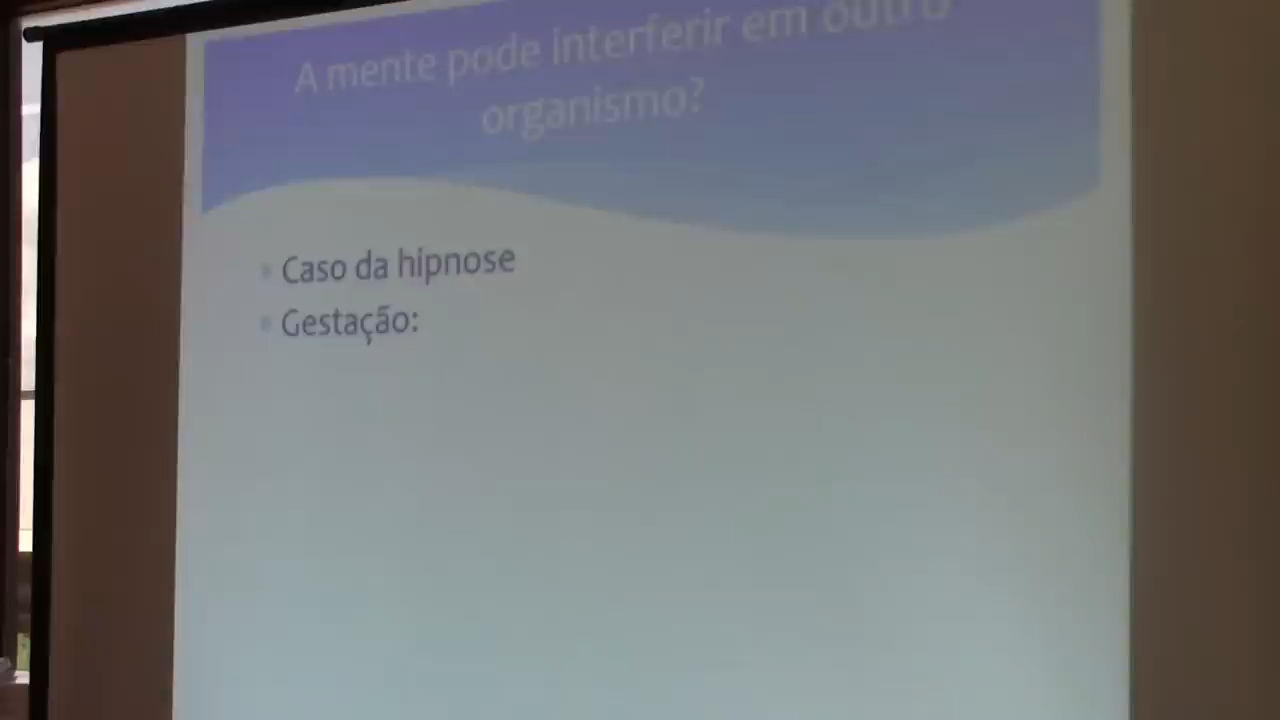 A mente pode interferir em outro
organismo?
Caso da hipnose
Gestação: